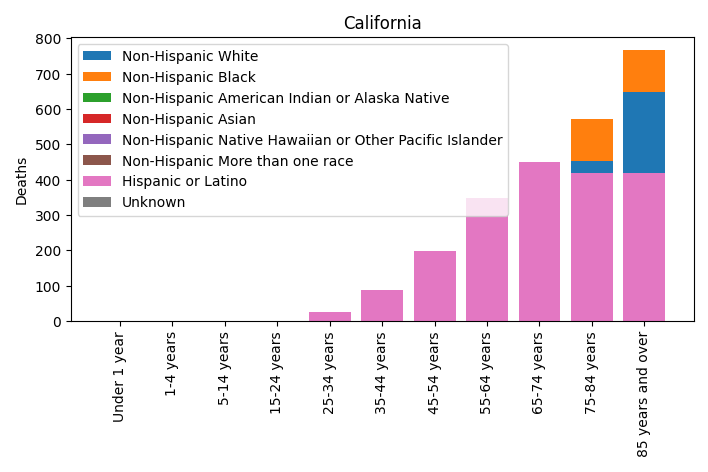 California
800
700
600
500
400
300
200
100
0
Deaths
Non-Hispanic White
Non-Hispanic Black
Non-Hispanic American Indian or Alaska Native
Non-Hispanic Asian
Non-Hispanic Native Hawaiian or Other Pacific Islander
Non-Hispanic More than one race
Hispanic or Latino
Unknown
Under 1 year
1-4 years
5-14 years
15-24 years
25-34 years
35-44 years
45-54 years
55-64 years
65-74 years
75-84 years
85 years and over